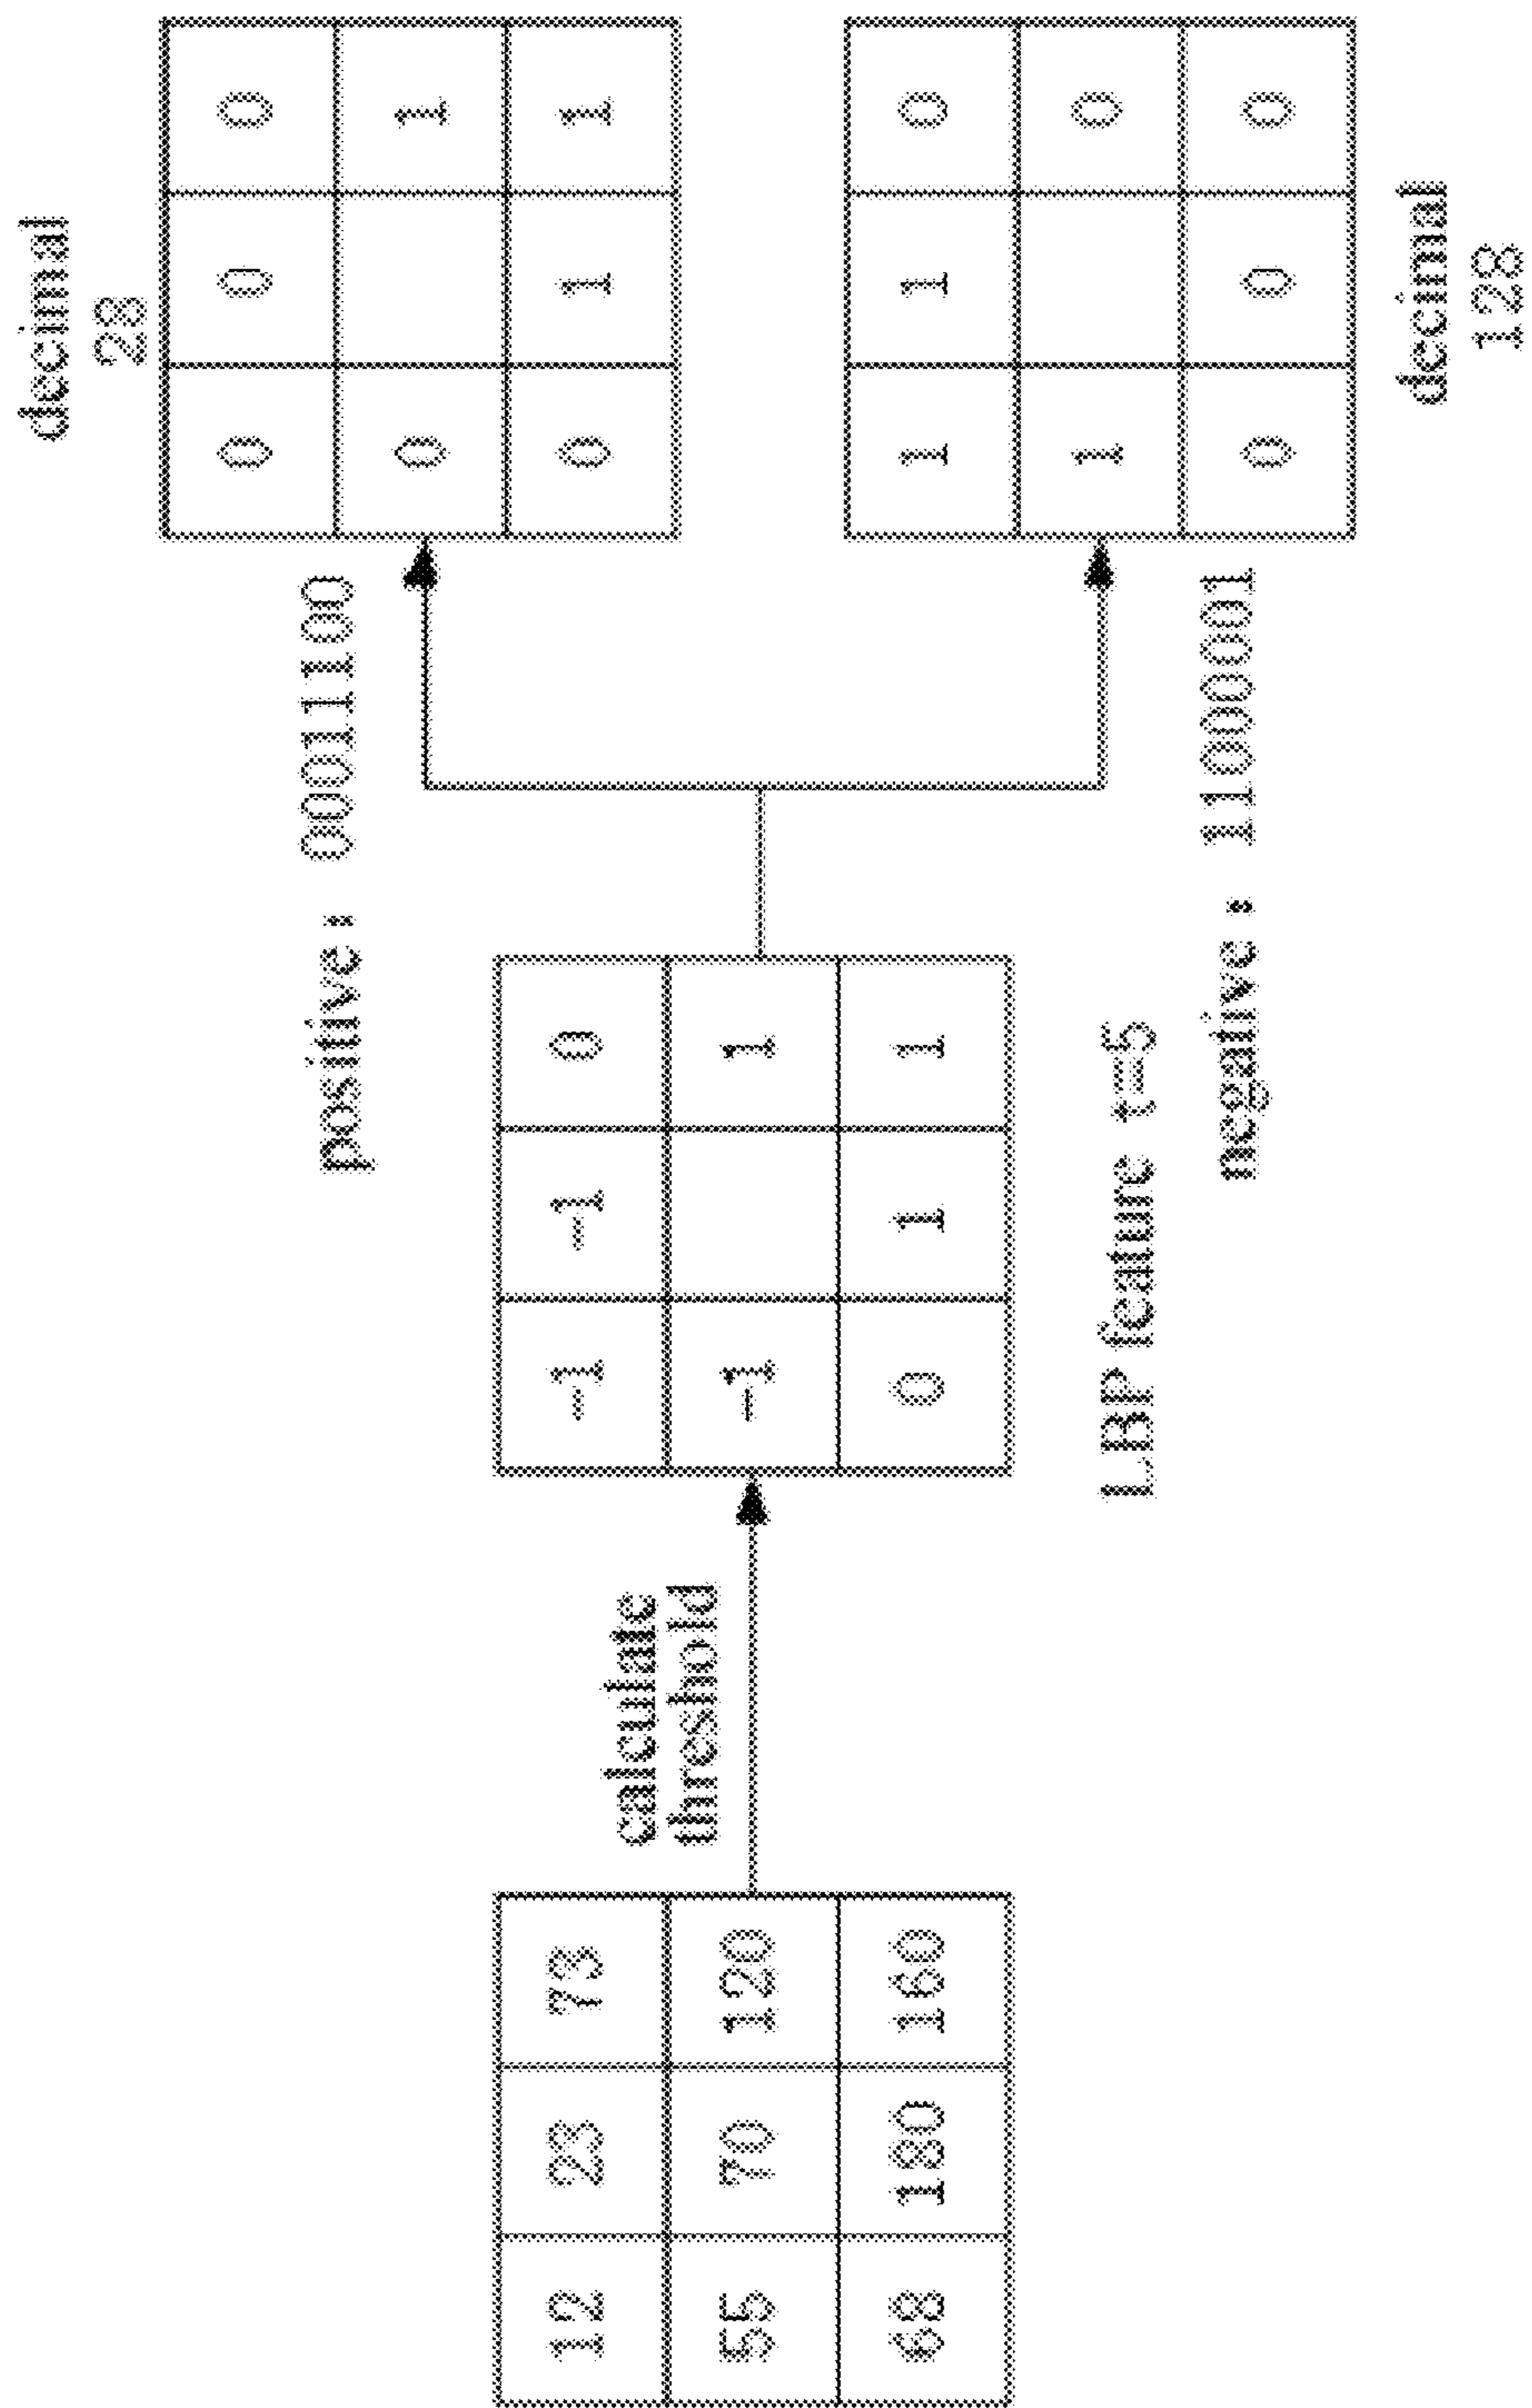 12 23 73
55 70 120
68 180 160
calculate
threshold
-1 -1 0
-1 1
0 1 1
LBP feature t=5
positive: 00011100
0 0 0
0 1
0 1 1
decimal
28
negative: 11000001
1 1 0
1 0
0 0 0
decimal
128